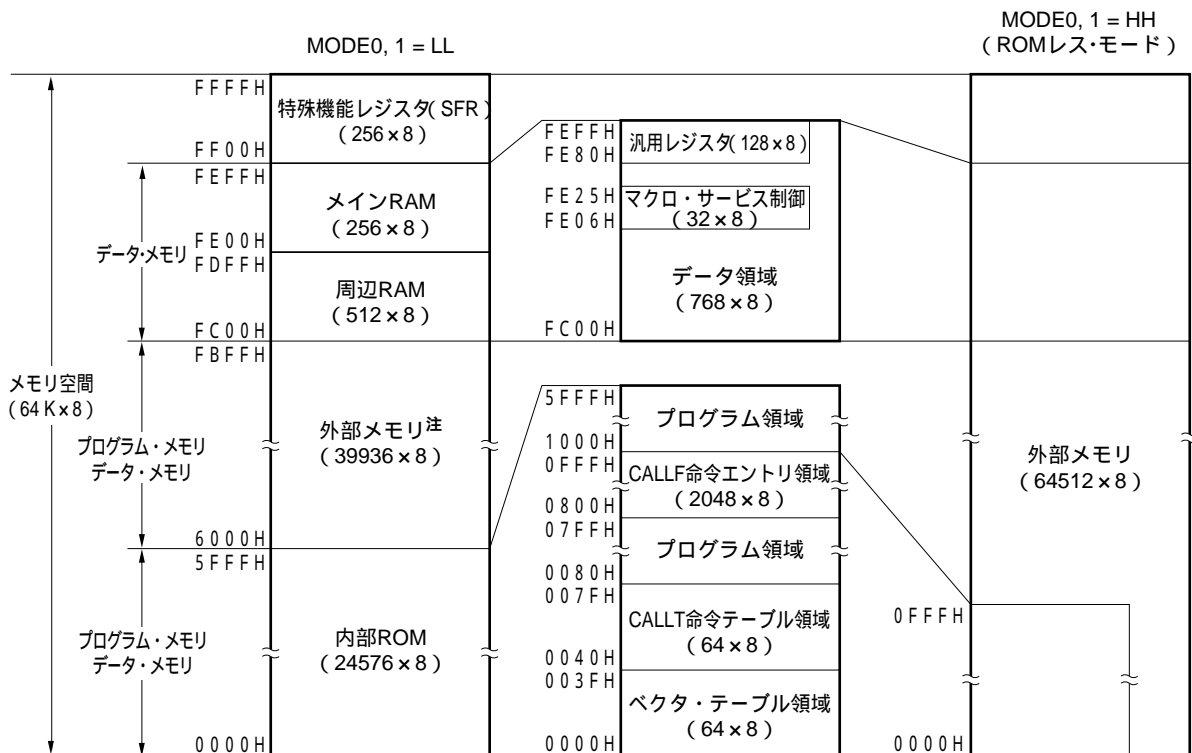 MODE0, 1 = LL
MODE0, 1 = HH
（ROMレス・モード）
メモリ空間
（64 K×8）
データ・メモリ
プログラム・メモリ
データ・メモリ
プログラム・メモリ
データ・メモリ
FFFFH
特殊機能レジスタ（SFR）
（256×8）
FF00H
FEFFH
メインRAM
（256×8）
FE00H
FDFFH
周辺RAM
（512×8）
FC00H
FBFFH
外部メモリ注
（39936×8）
6000H
5FFFH
内部ROM
（24576×8）
0000H
FEFFH
汎用レジスタ（128×8）
FE80H
FE25H
マクロ・サービス制御
（32×8）
FE06H
データ領域
（768×8）
FC00H
5FFFH
プログラム領域
1000H
0FFFH
CALLF命令エントリ領域
（2048×8）
0800H
07FFH
プログラム領域
0080H
007FH
CALLT命令テーブル領域
（64×8）
0040H
003FH
ベクタ・テーブル領域
（64×8）
0000H
外部メモリ
（64512×8）
0FFFH
0000H